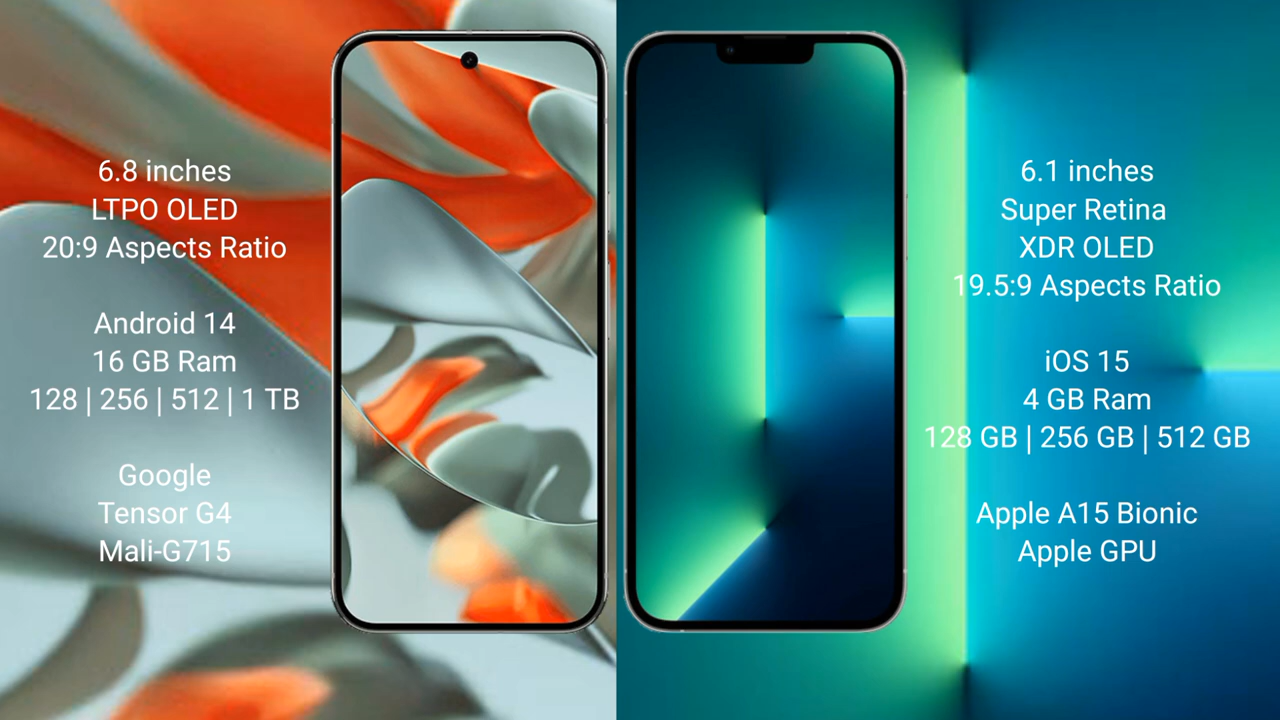 6.8 inches
LTPO OLED
20:9 Aspects Ratio
Android 14
16 GB Ram
128 | 256 | 512 | 1 TB
Google
Tensor G4
Mali-G715
6.1 inches
Super Retina
XDR OLED
19.5:9 Aspects Ratio
iOS 15
4 GB Ram
128 GB | 256 GB | 512 GB
Apple A15 Bionic
Apple GPU